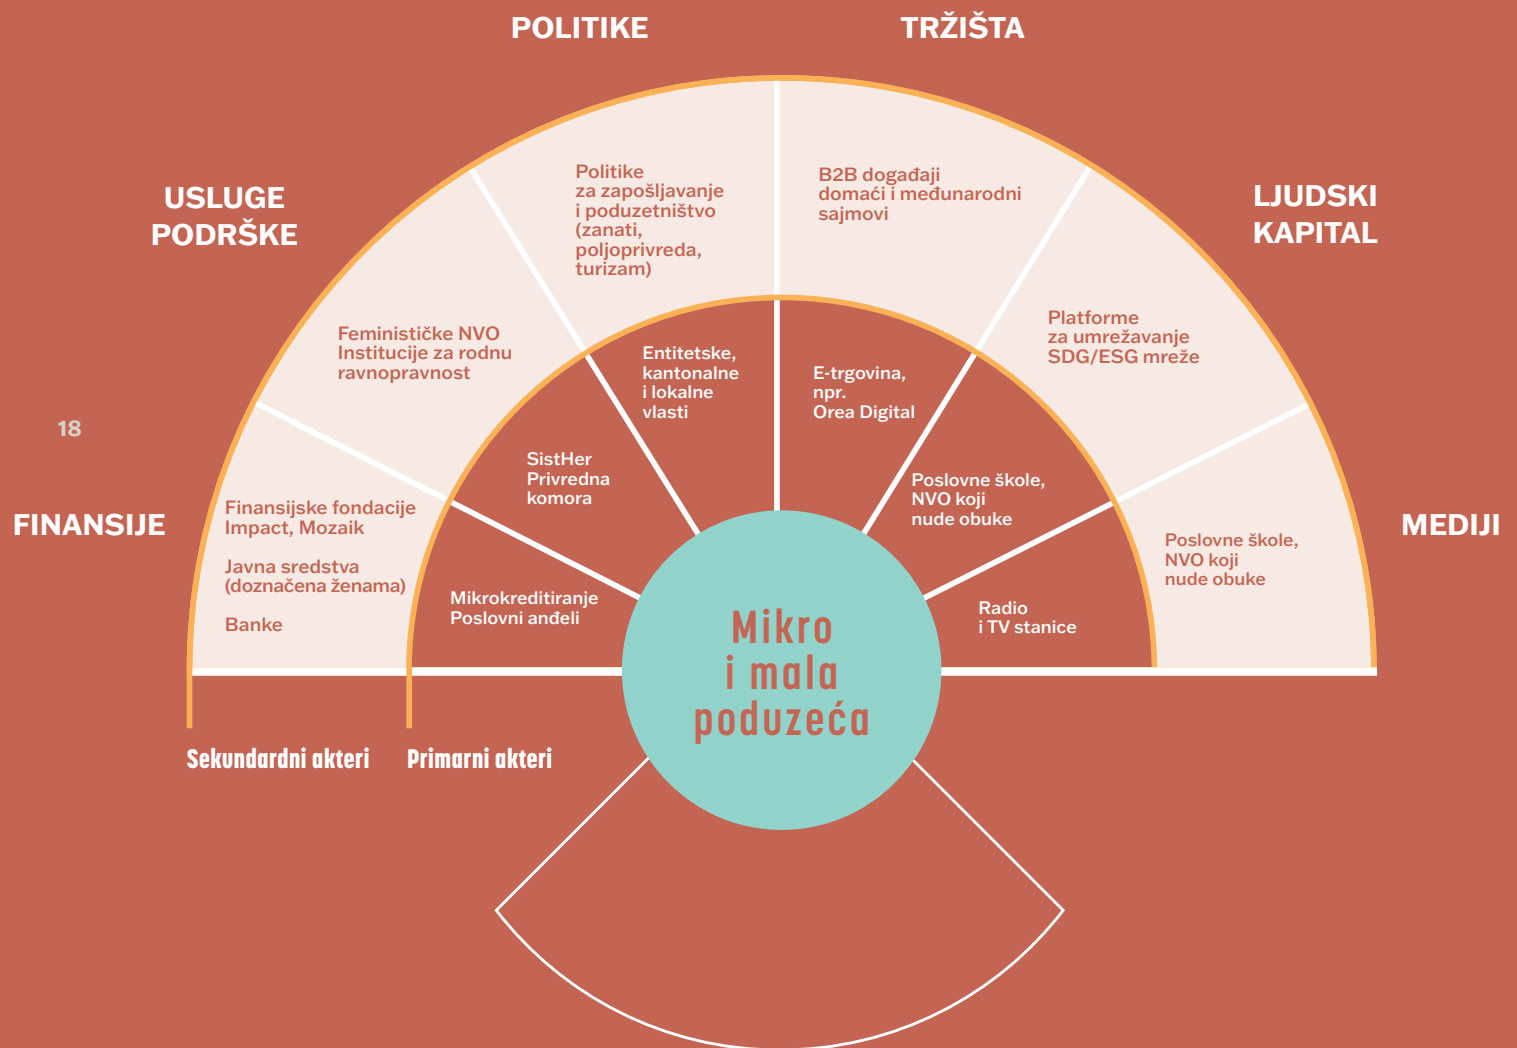 POLITIKE
TRŽIŠTA
USLUGE
PODRŠKE
LJUDSKI
KAPITAL
FINANSIJE
MEDIJI
18
Politike
za zapošljavanje
i poduzetništvo
(zanati,
poljoprivreda,
turizam)
B2B događaji
domaći i međunarodni
sajmovi
Feminističke NVO
Institucije za rodnu
ravnopravnost
Platforme
za umrežavanje
SDG/ESG mreže
Finansijske fondacije
Impact, Mozaik
Javna sredstva
(doznačena ženama)
Banke
Poslovne škole,
NVO koji
nude obuke
Entitetske,
kantonalne
i lokalne
vlasti
E-trgovina,
npr.
Orea Digital
SistHer
Privredna
komora
Poslovne škole,
NVO koji
nude obuke
Mikrokreditiranje
Poslovni anđeli
Radio
i TV stanice
Mikro
i mala
poduzeća
Sekundardni akteri
Primarni akteri